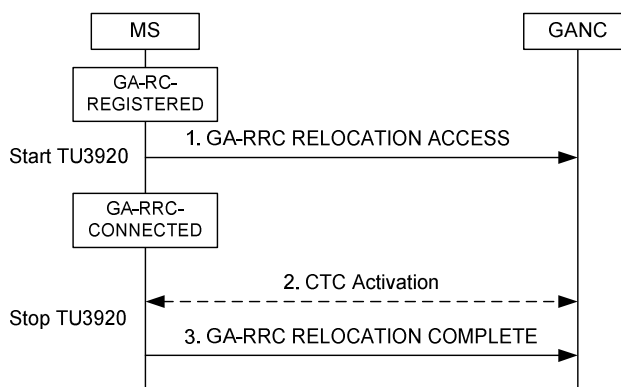 MS
GANC
GA-RC-
REGISTERED
1. GA-RRC RELOCATION ACCESS
Start TU3920
GA-RRC-
CONNECTED
2. CTC Activation
Stop TU3920
3. GA-RRC RELOCATION COMPLETE